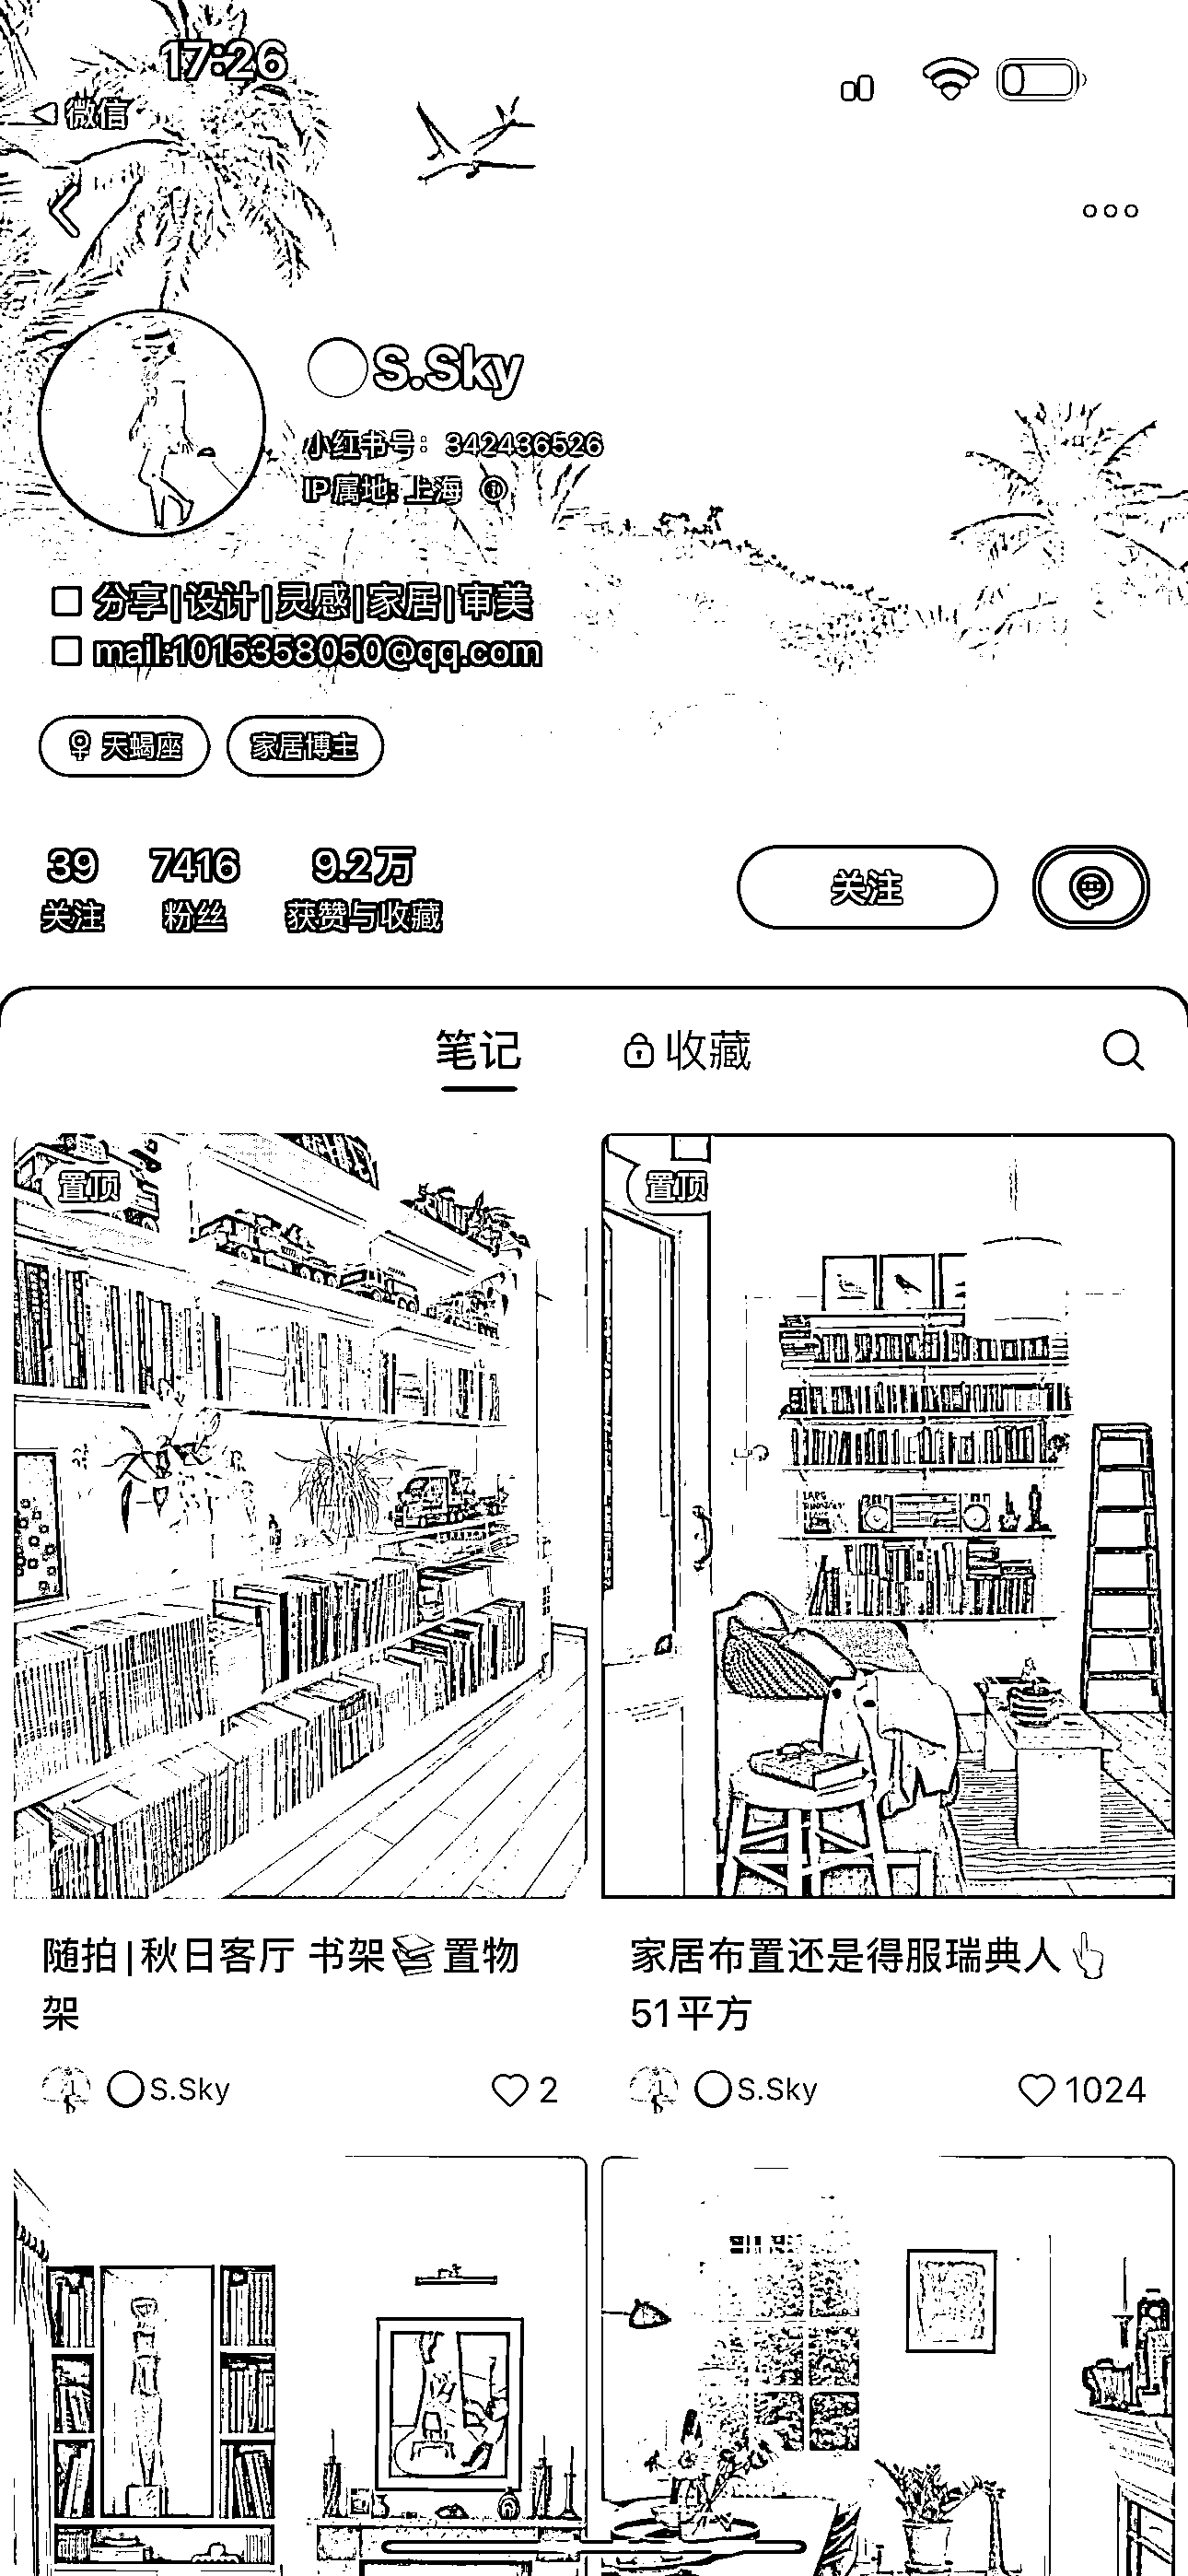 17:26
微信
S.Sky
小红书号：342436526
IP属地：上海
分享|设计|灵感|家居|审美
mail:1015358050@qq.com
天蝎座 家居博主
39 7416 9.2万
关注 粉丝 获赞与收藏 关注
笔记 收藏
置顶 置顶
随拍|秋日客厅 书架📚置物架
家居布置还是得服瑞典人👆51平方
S.Sky 2
S.Sky 1024